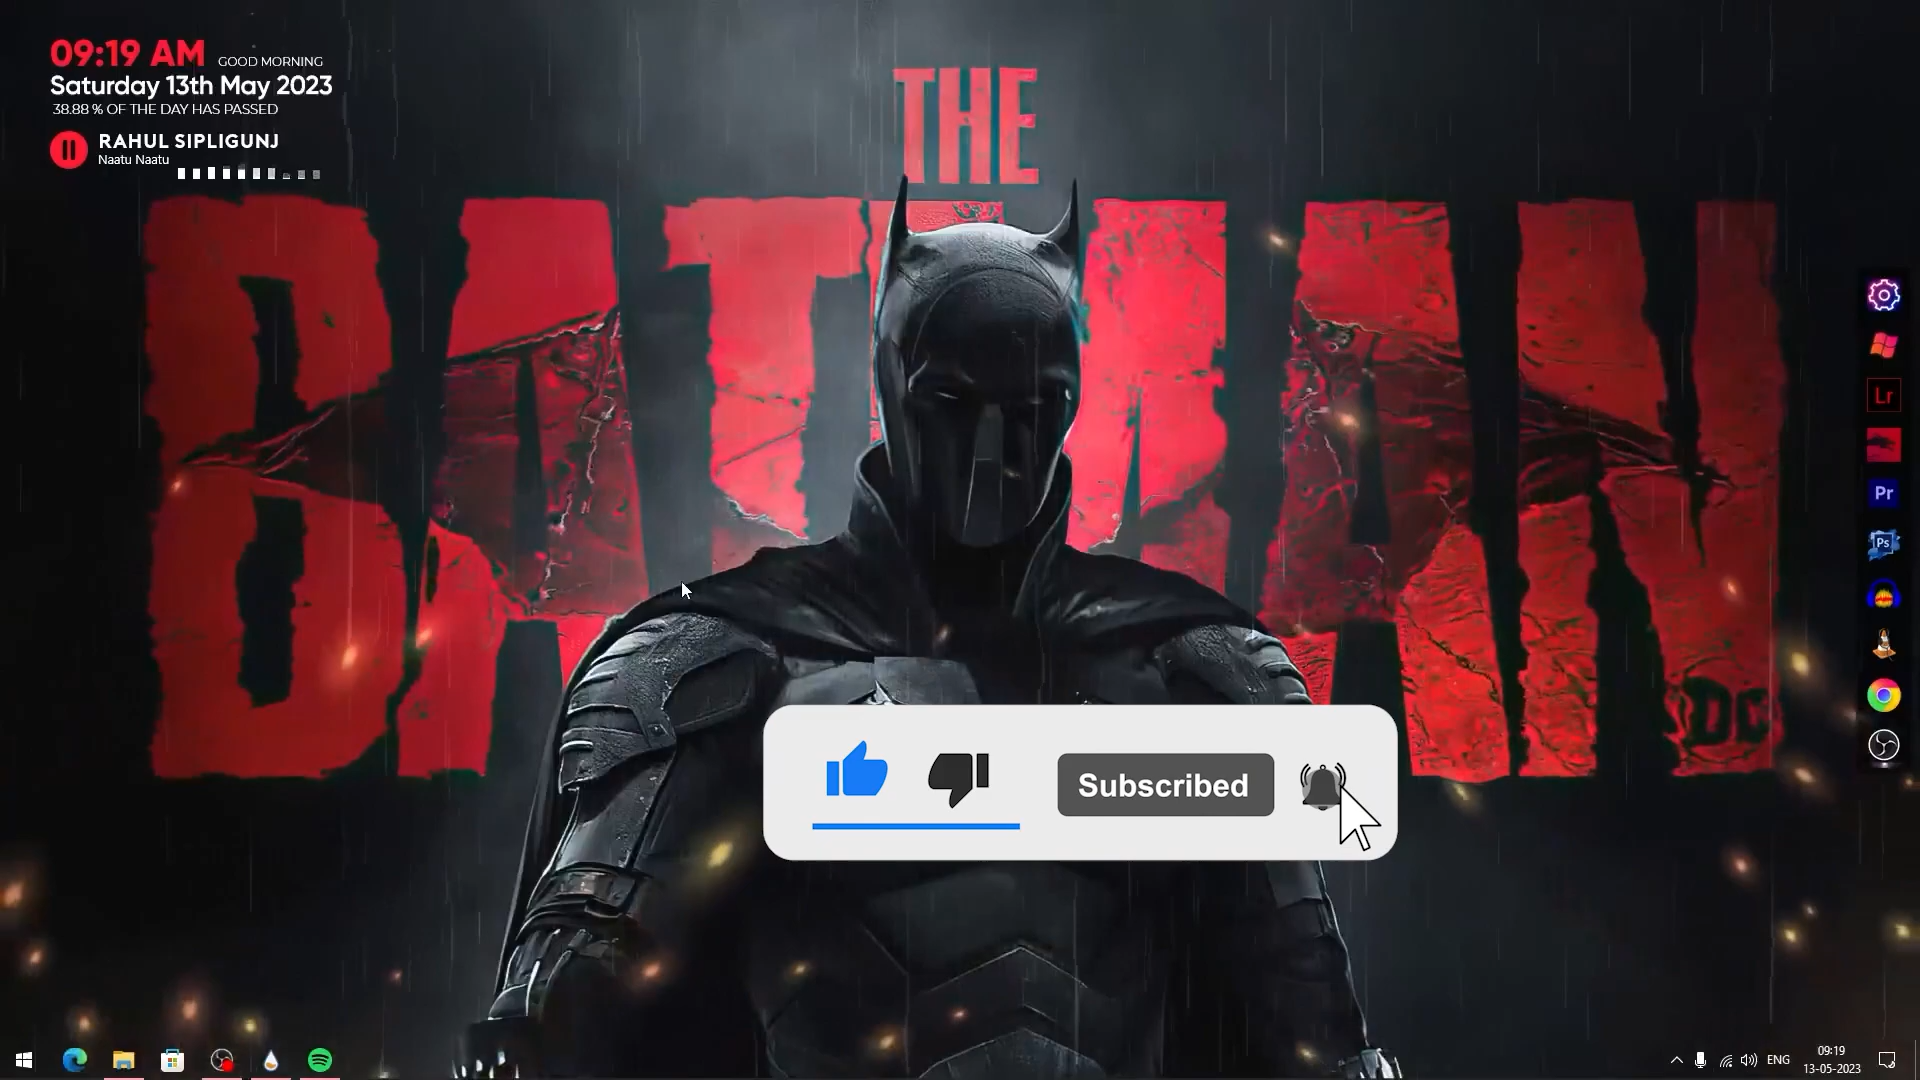 09:19 AM GOOD MORNING
Saturday 13th May 2023
38.88 % OF THE DAY HAS PASSED
RAHUL SIPLIGUNJ
Naatu Naatu
THE
BATMAN
DC
Lr
Pr
Ps
Subscribed
ENG
09:19
13-05-2023